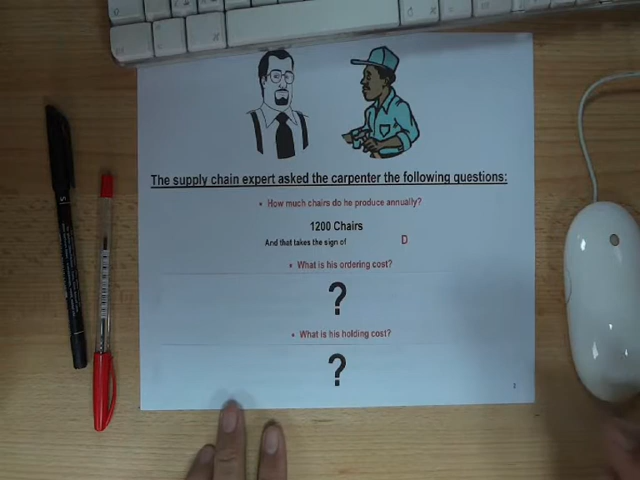 The supply chain expert asked the carpenter the following questions:
• How much chairs do he produce annually?
1200 Chairs
And that takes the sign of D
• What is his ordering cost?
?
• What is his holding cost?
?